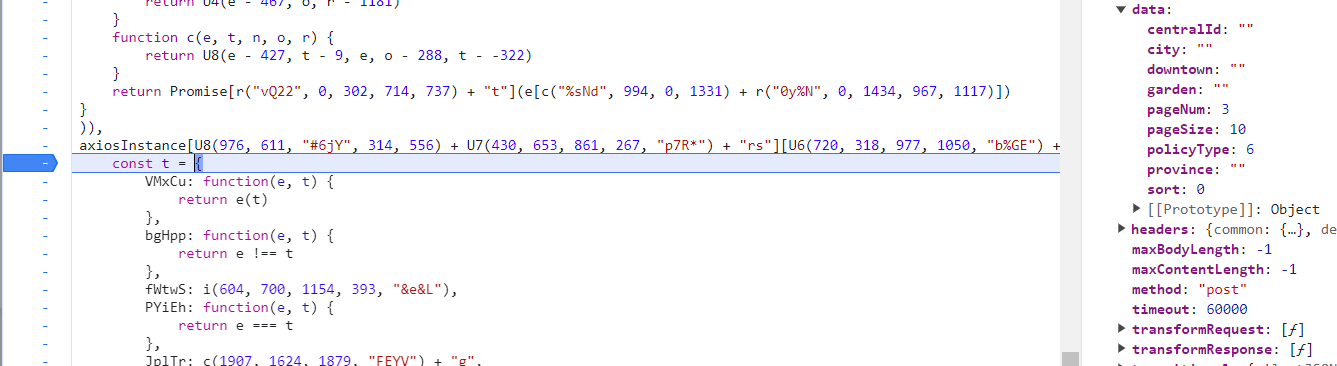 return U4(e - 467, o, r - 1181)
}
function c(e, t, n, o, r) {
return U8(e - 427, t - 9, e, o - 288, t - -322)
}
return Promise[r("vQ22", 0, 302, 714, 737) + "t"](e[c("%sNd", 994, 0, 1331) + r("0y%N", 0, 1434, 967, 1117)])
}
)),
axiosInstance[U8(976, 611, "#6jY", 314, 556) + U7(430, 653, 861, 267, "p7R*") + "rs"][U6(720, 318, 977, 1050, "b%GE") +
const t = {
VMxCu: function(e, t) {
return e(t)
},
bgHpp: function(e, t) {
return e !== t
},
fWtwS: i(604, 700, 1154, 393, "&e&L"),
PYiEh: function(e, t) {
return e === t
},
JplTr: c(1907, 1624, 1879, "FEYV") + "g",
data:
centralId: ""
city: ""
downtown: ""
garden: ""
pageNum: 3
pageSize: 10
policyType: 6
province: ""
sort: 0
[[Prototype]]: Object
headers: {common: {…}, de
maxBodyLength: -1
maxContentLength: -1
method: "post"
timeout: 60000
transformRequest: [ƒ]
transformResponse: [ƒ]